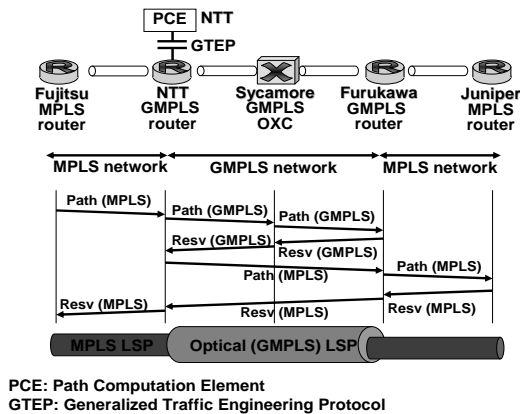 PCE NTT
GTEP
Fujitsu
MPLS
router
NTT
GMPLS
router
Sycamore
GMPLS
OXC
Furukawa
GMPLS
router
Juniper
MPLS
router
MPLS network
GMPLS network
MPLS network
Path (MPLS)
Path (GMPLS)
Path (GMPLS)
Resv (GMPLS)
Resv (GMPLS)
Path (MPLS)
Path (MPLS)
Resv (MPLS)
Resv (MPLS)
Resv (MPLS)
MPLS LSP
Optical (GMPLS) LSP
PCE: Path Computation Element
GTEP: Generalized Traffic Engineering Protocol